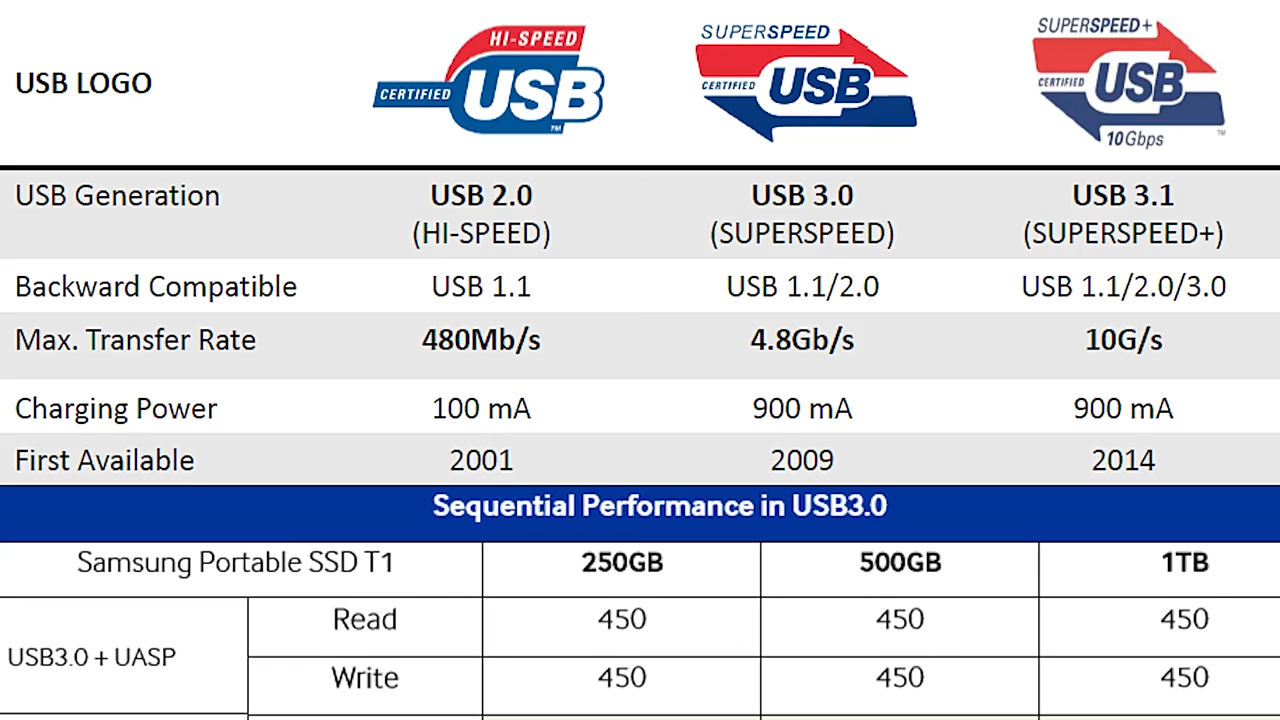 USB LOGO
HI-SPEED
CERTIFIED USB
TM
SUPERSPEED
CERTIFIED USB
SUPERSPEED+
CERTIFIED USB
10Gbps
TM
USB Generation USB 2.0 USB 3.0 USB 3.1
(HI-SPEED) (SUPERSPEED) (SUPERSPEED+)
Backward Compatible USB 1.1 USB 1.1/2.0 USB 1.1/2.0/3.0
Max. Transfer Rate 480Mb/s 4.8Gb/s 10G/s
Charging Power 100 mA 900 mA 900 mA
First Available 2001 2009 2014
Sequential Performance in USB3.0
Samsung Portable SSD T1 250GB 500GB 1TB
USB3.0 + UASP
Read 450 450 450
Write 450 450 450